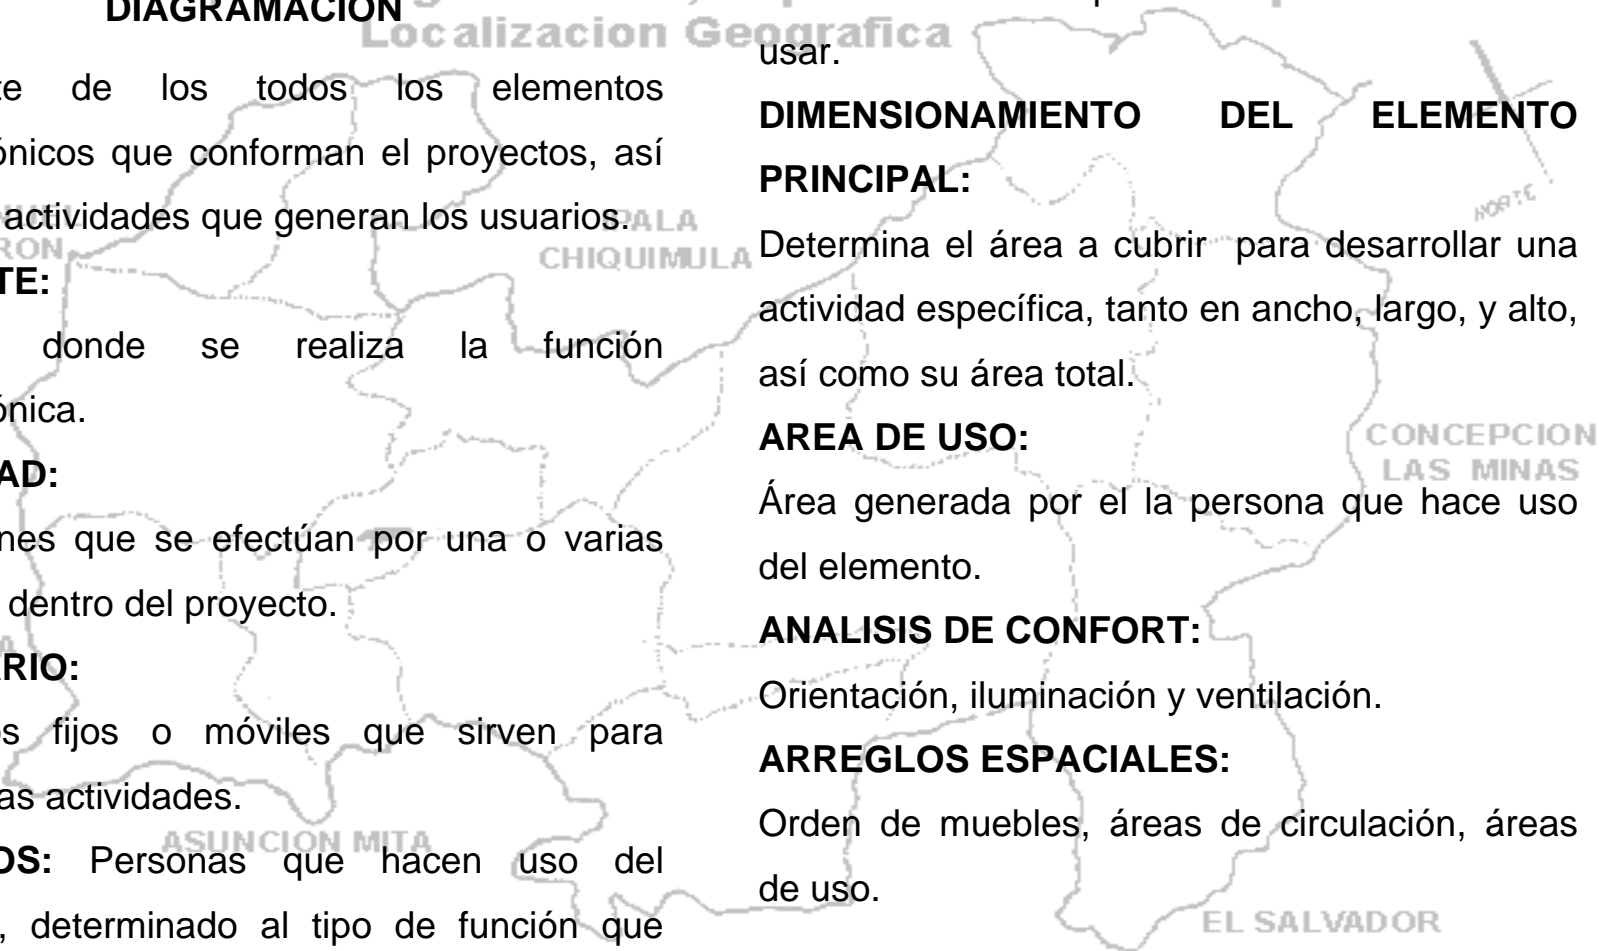 DIAGRAMACIÓN
te de los todos los elementos
ónicos que conforman el proyectos, así
actividades que generan los usuarios.
TE:
donde se realiza la función
ónica.
AD:
nes que se efectúan por una o varias
dentro del proyecto.
ARIO:
os fijos o móviles que sirven para
as actividades.
OS: Personas que hacen uso del
, determinado al tipo de función que
usar.
DIMENSIONAMIENTO DEL ELEMENTO
PRINCIPAL:
Determina el área a cubrir para desarrollar una
actividad específica, tanto en ancho, largo, y alto,
así como su área total.
AREA DE USO:
Área generada por el la persona que hace uso
del elemento.
ANALISIS DE CONFORT:
Orientación, iluminación y ventilación.
ARREGLOS ESPACIALES:
Orden de muebles, áreas de circulación, áreas
de uso.
Localizacion Geografica
NORTE
IPALA
CHIQUIMULA
RON
CONCEPCION
LAS MINAS
ASUNCION MITA
EL SALVADOR